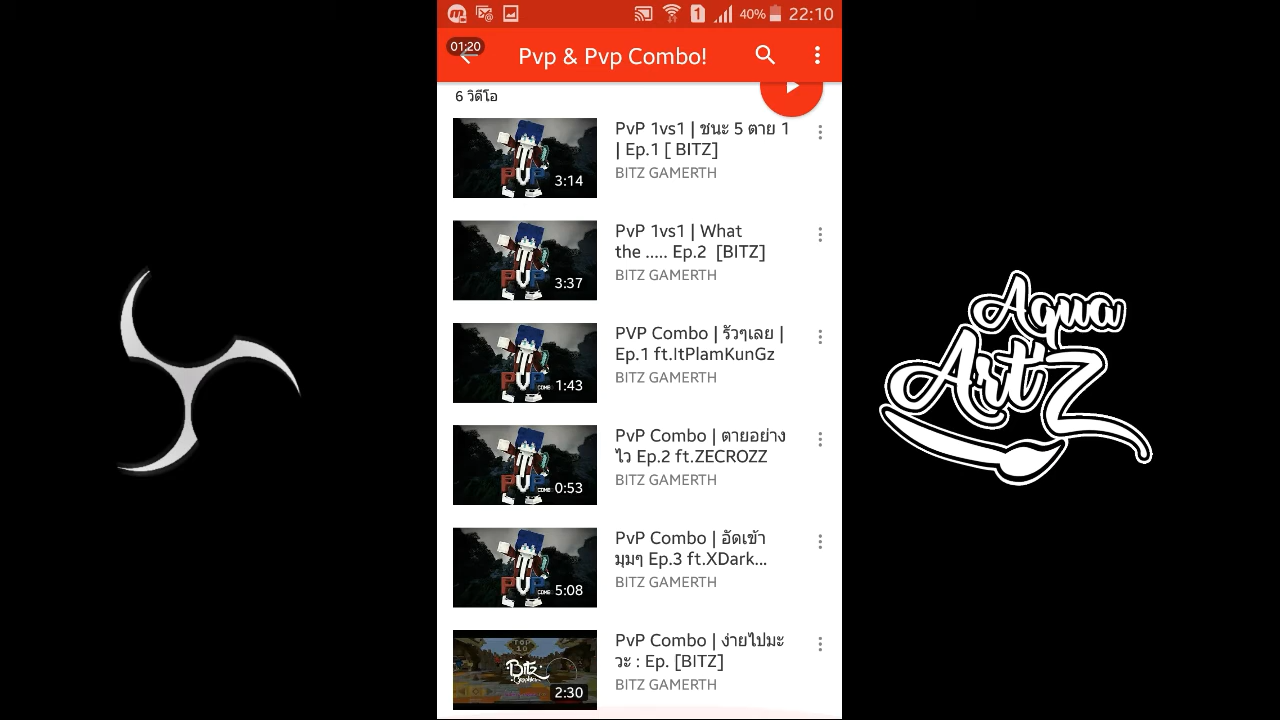 22:10
40%
1
01:20
Pvp & Pvp Combo!
6 วิดีโอ
PvP 1vs1 | ชนะ 5 ตาย 1
| Ep.1 [ BITZ]
BITZ GAMERTH
3:14
PvP 1vs1 | What
the ..... Ep.2 [BITZ]
BITZ GAMERTH
3:37
PVP Combo | รัวๆเลย |
Ep.1 ft.ItPlamKunGz
BITZ GAMERTH
1:43
PvP Combo | ตายอย่าง
ไว Ep.2 ft.ZECROZZ
BITZ GAMERTH
0:53
PvP Combo | อัดเข้า
มุมๆ Ep.3 ft.XDark...
BITZ GAMERTH
5:08
PvP Combo | ง่ายไปมะ
วะ : Ep. [BITZ]
BITZ GAMERTH
2:30
Aqua
ArtZ